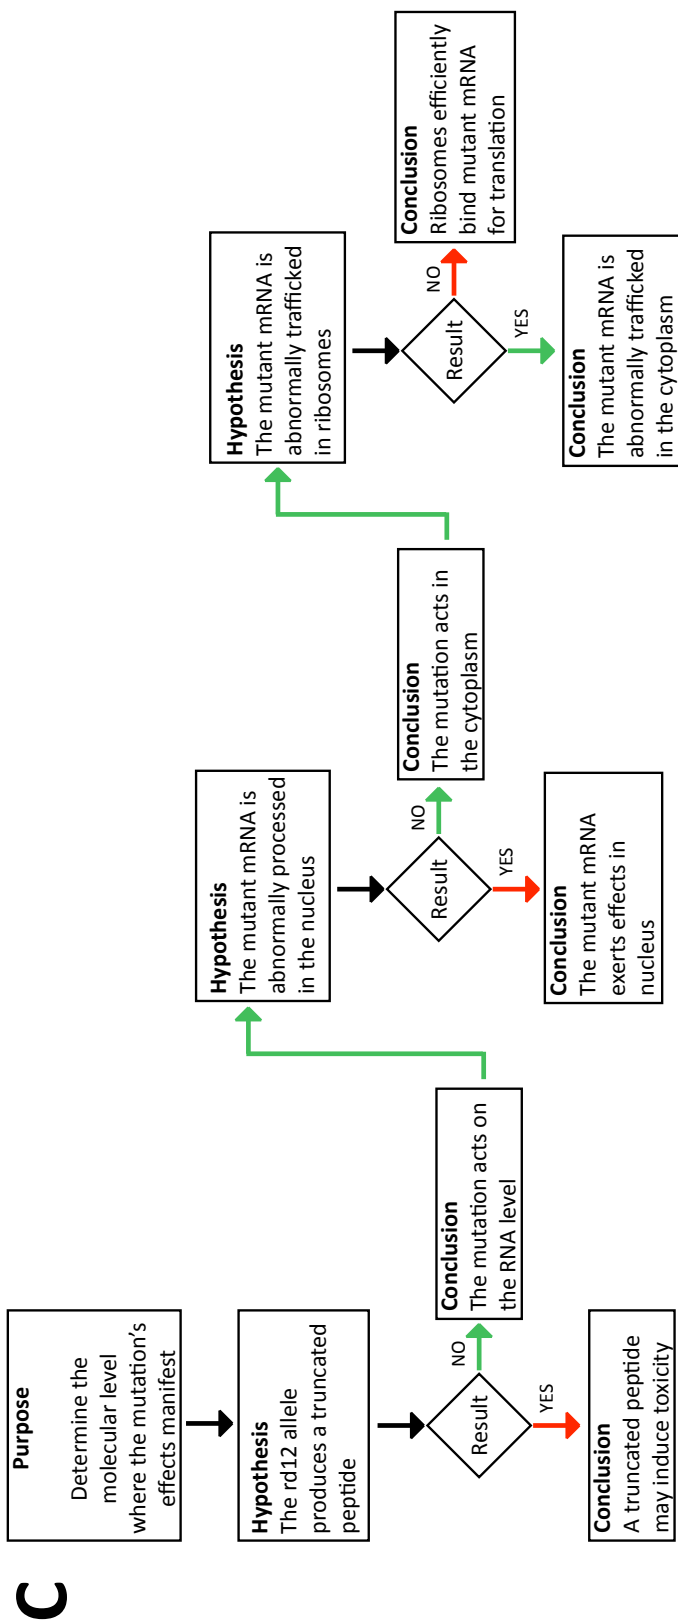 C
Purpose
Determine the
molecular level
where the mutation's
effects manifest
Hypothesis
The rd12 allele
produces a truncated
peptide
Result
NO
YES
Conclusion
A truncated peptide
may induce toxicity
Conclusion
The mutation acts on
the RNA level
Hypothesis
The mutant mRNA is
abnormally processed
in the nucleus
Result
NO
YES
Conclusion
The mutant mRNA
exerts effects in
nucleus
Conclusion
The mutation acts in
the cytoplasm
Hypothesis
The mutant mRNA is
abnormally trafficked
in ribosomes
Result
NO
YES
Conclusion
The mutant mRNA is
abnormally trafficked
in the cytoplasm
Conclusion
Ribosomes efficiently
bind mutant mRNA
for translation